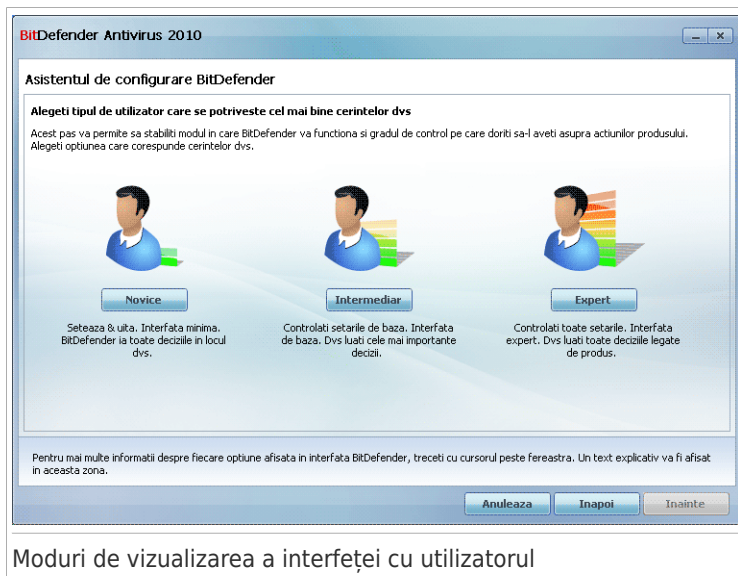 BitDefender Antivirus 2010
Asistentul de configurare BitDefender
Alegeti tipul de utilizator care se potriveste cel mai bine cerintelor dvs
Acest pas va permite sa stabiliti modul in care BitDefender va functiona si gradul de control pe care doriti sa-l aveti asupra actiunilor produsului.
Alegeti optiunea care corespunde cerintelor dvs.
Novice
Seteaza & uita. Interfata minima.
BitDefender ia toate deciziile in locul
dvs.
Intermediar
Controlati setarile de baza. Interfata
de baza. Dvs luati cele mai importante
decizii.
Expert
Controlati toate setarile. Interfata
expert. Dvs luati toate deciziile legate
de produs.
Pentru mai multe informatii despre fiecare optiune afisata in interfata BitDefender, treceti cu cursorul peste fereastra. Un text explicativ va fi afisat
in aceasta zona.
Anuleaza
Inapoi
Inainte
Moduri de vizualizarea a interfeței cu utilizatorul